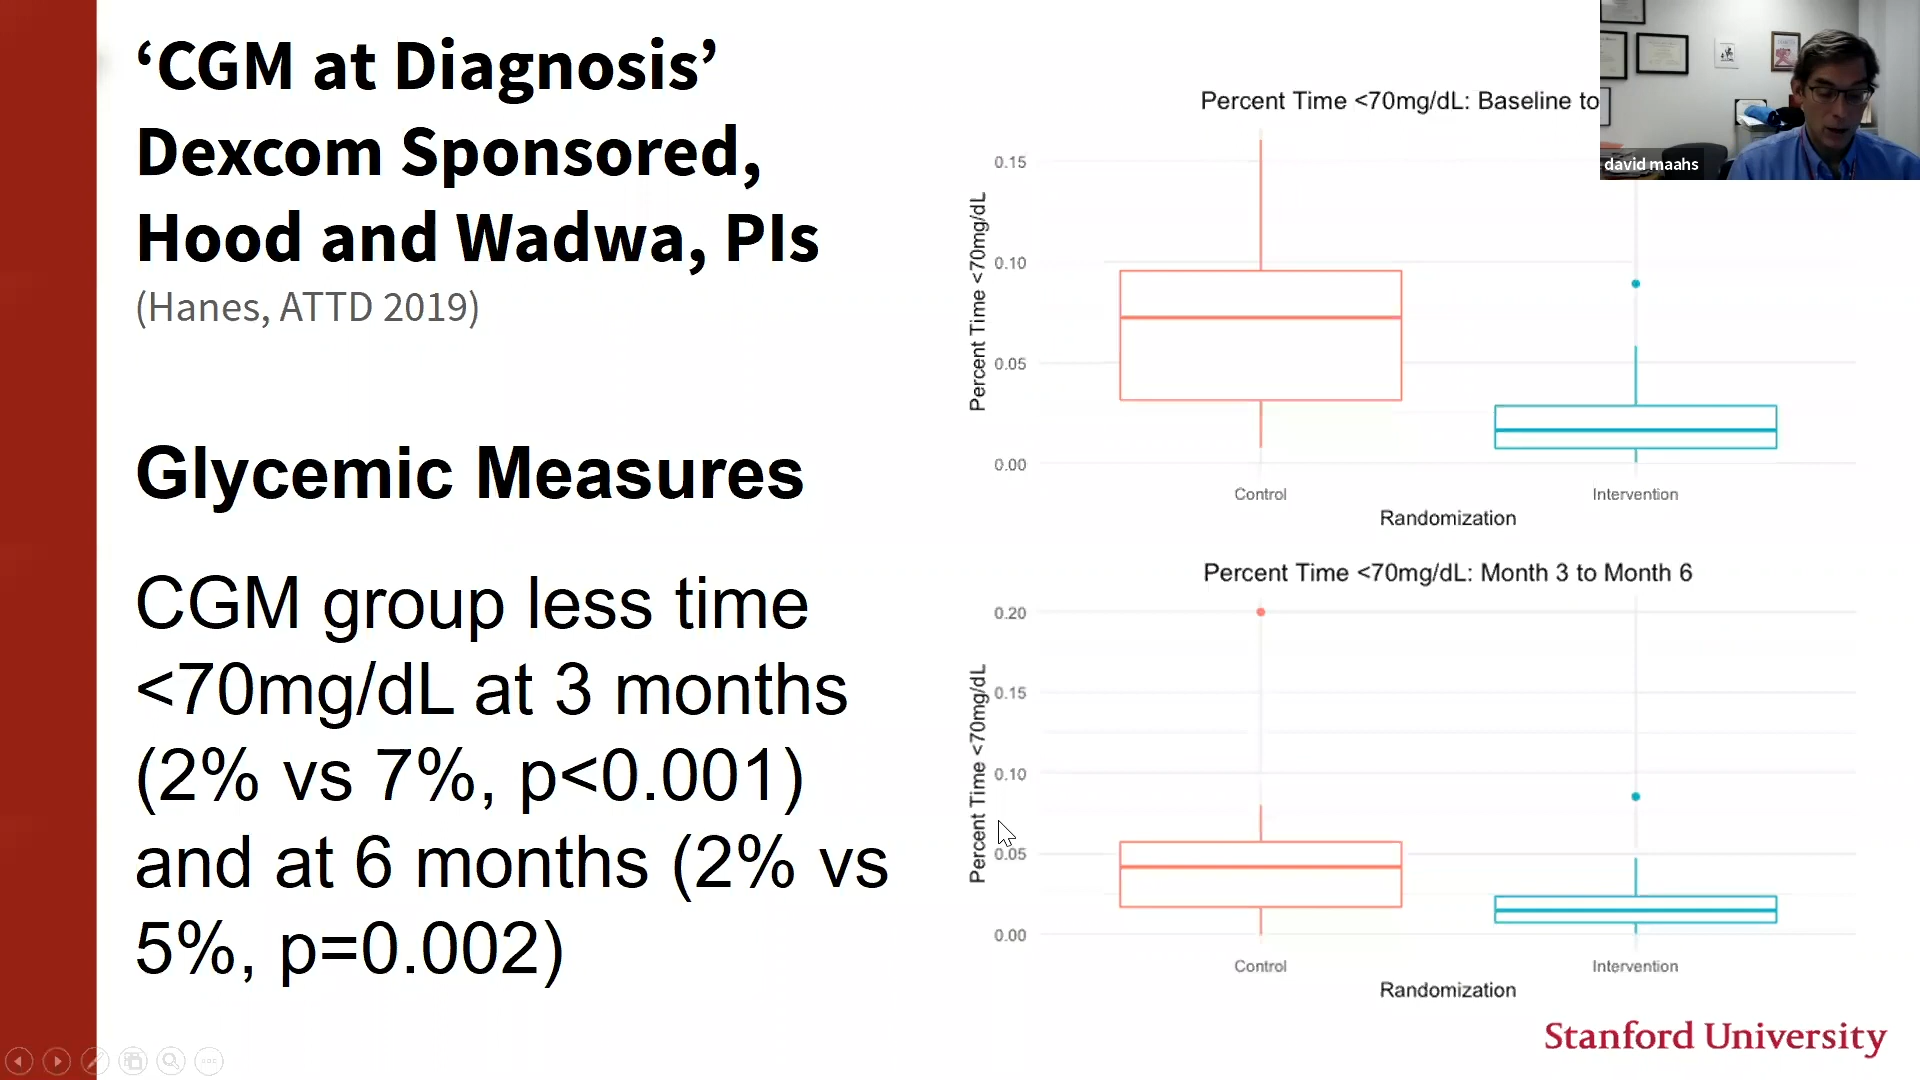 ‘CGM at Diagnosis’
Dexcom Sponsored,
Hood and Wadwa, PIs
(Hanes, ATTD 2019)
Glycemic Measures
CGM group less time
<70mg/dL at 3 months
(2% vs 7%, p<0.001)
and at 6 months (2% vs
5%, p=0.002)
Percent Time <70mg/dL: Baseline to
Percent Time <70mg/dL
0.15
0.10
0.05
0.00
Control
Intervention
Randomization
Percent Time <70mg/dL: Month 3 to Month 6
Percent Time <70mg/dL
0.20
0.15
0.10
0.05
0.00
Control
Intervention
Randomization
david maahs
Stanford University